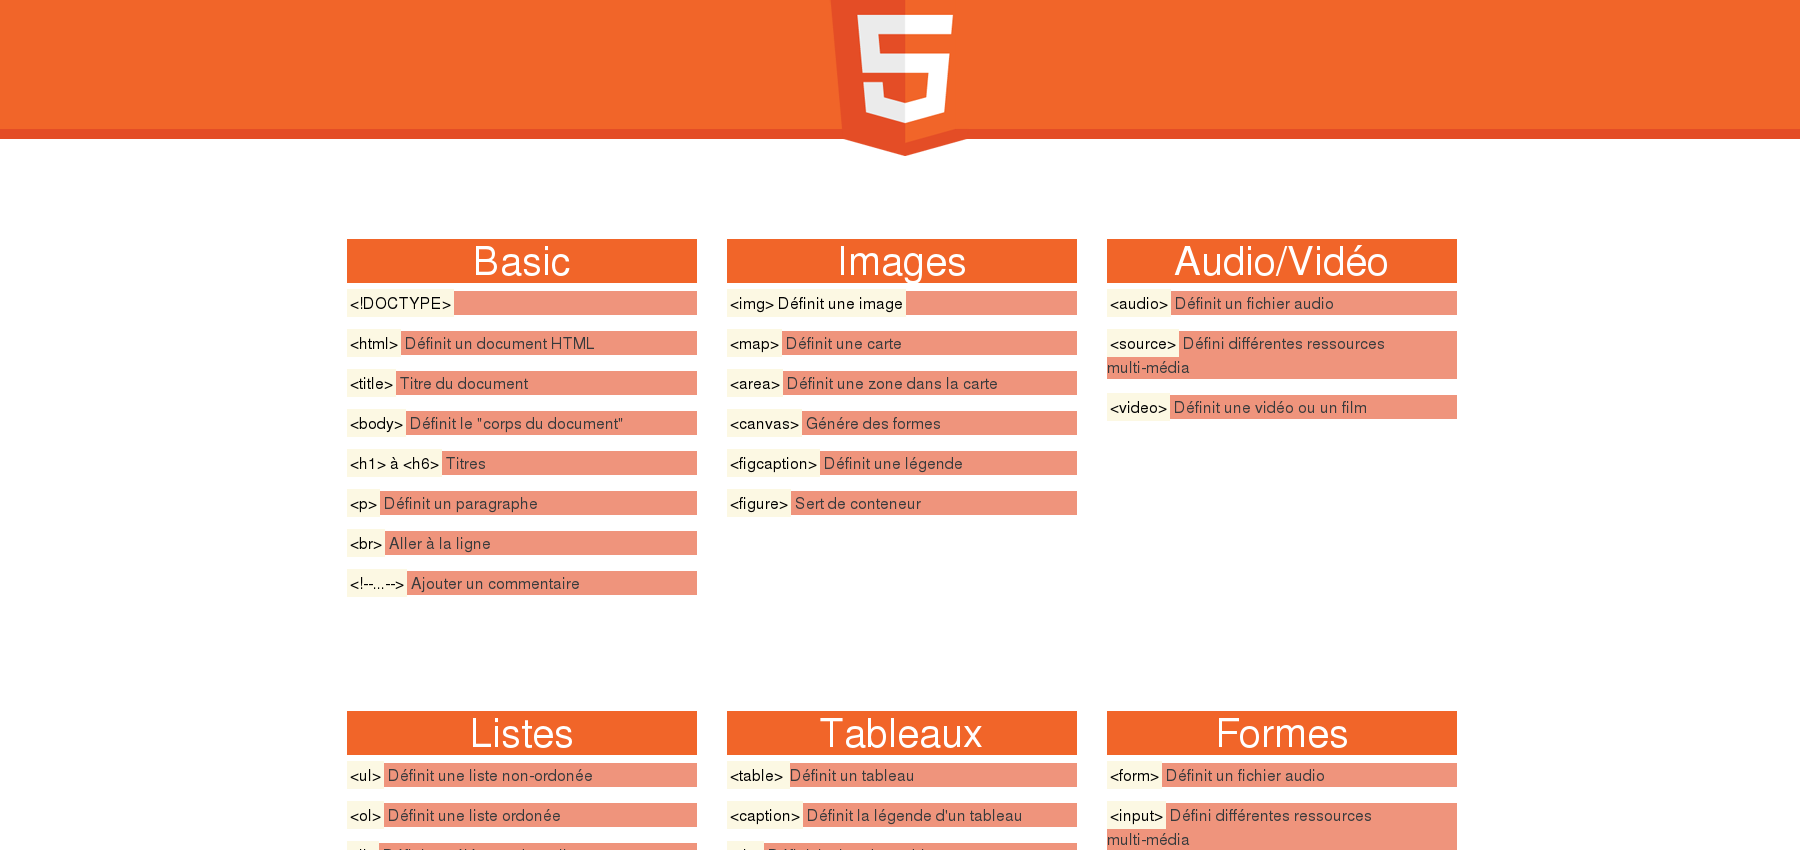 5
Basic
<!DOCTYPE>
<html> Définit un document HTML
<title> Titre du document
<body> Définit le "corps du document"
<h1> à <h6> Titres
<p> Définit un paragraphe
<br> Aller à la ligne
<!--...--> Ajouter un commentaire
Images
<img> Définit une image
<map> Définit une carte
<area> Définit une zone dans la carte
<canvas> Génére des formes
<figcaption> Définit une légende
<figure> Sert de conteneur
Audio/Vidéo
<audio> Définit un fichier audio
<source> Défini différentes ressources
multi-média
<video> Définit une vidéo ou un film
Listes
<ul> Définit une liste non-ordonée
<ol> Définit une liste ordonée
Tableaux
<table> Définit un tableau
<caption> Définit la légende d'un tableau
Formes
<form> Définit un fichier audio
<input> Défini différentes ressources
multi-média